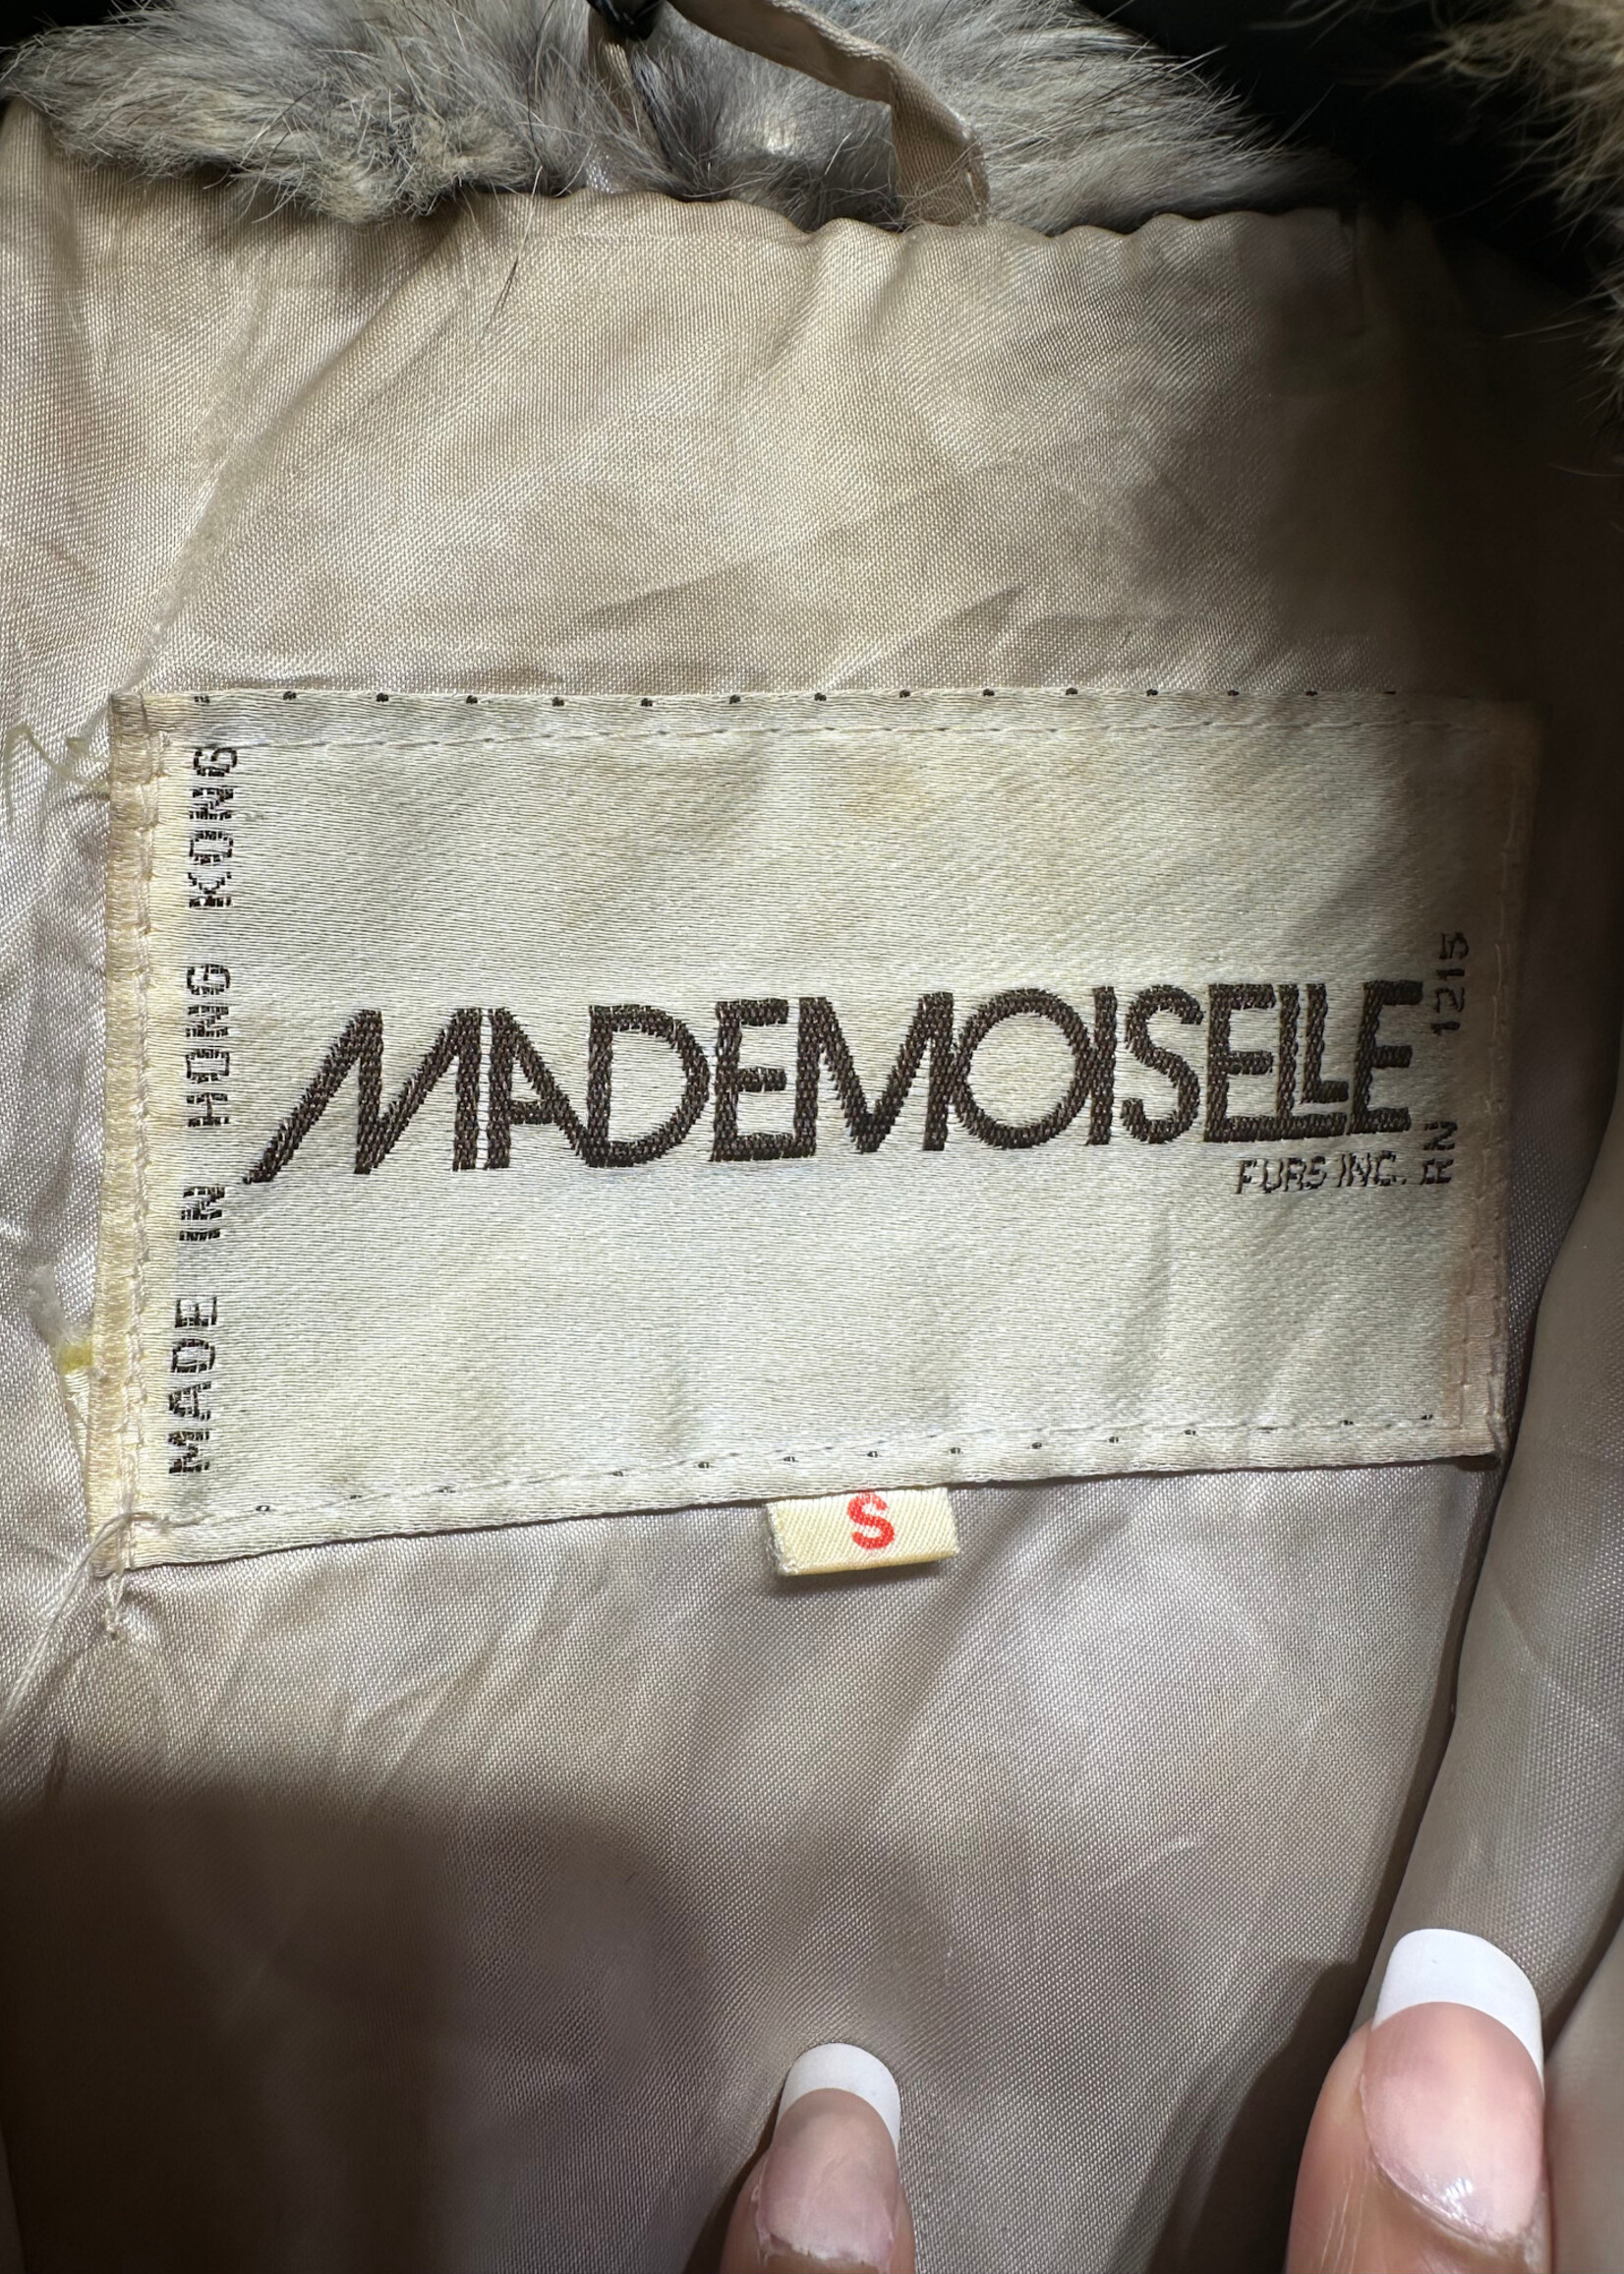 MADE IN HONG KONG
MADEMOISELLE
FURS INC.
RN 1215
S